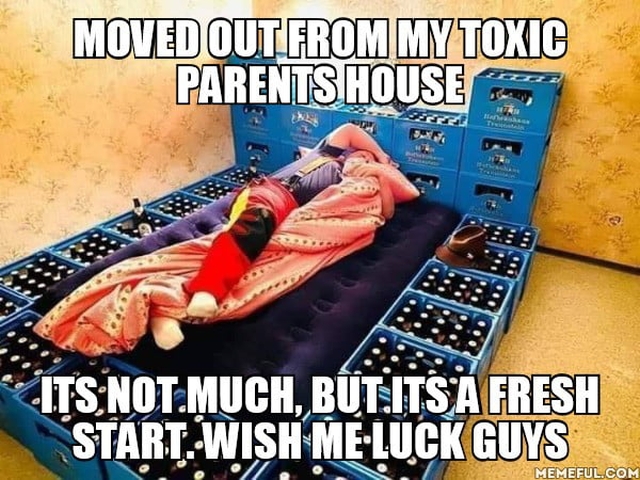 MOVED OUT FROM MY TOXIC
PARENTS HOUSE
ITS NOT MUCH, BUT ITS A FRESH
START. WISH ME LUCK GUYS
MEMEFUL.COM